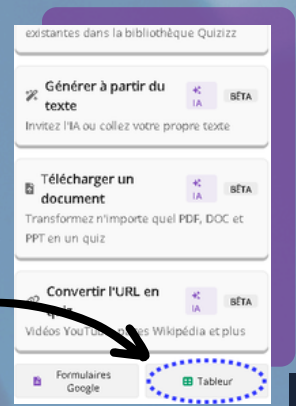 existantes dans la bibliothèque Quizizz
Générer à partir du
texte
IA
BÊTA
Invitez l'IA ou collez votre propre texte
Télécharger un
document
IA
BÊTA
Transformez n'importe quel PDF, DOC et
PPT en un quiz
Convertir l'URL en
quiz
IA
BÊTA
Vidéos YouTube, pages Wikipédia et plus
Formulaires
Google
Tableur